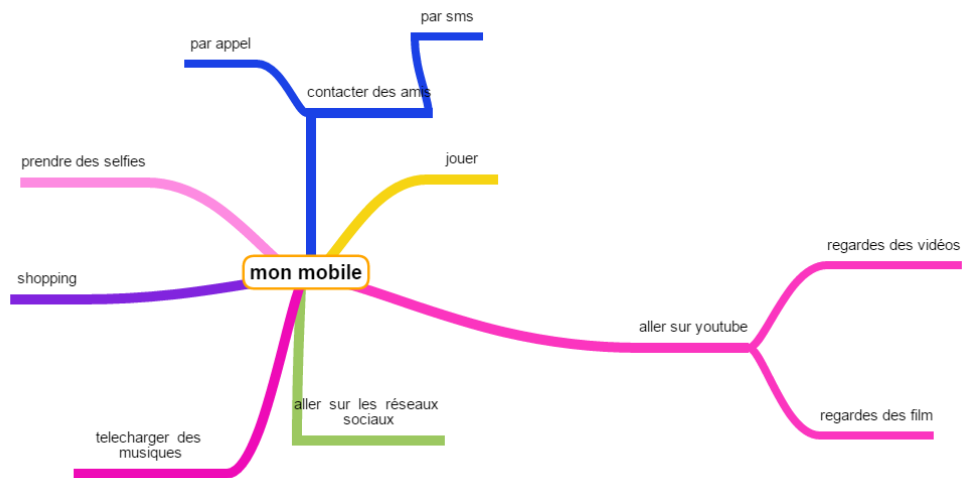 par sms
par appel
contacter des amis
jouer
prendre des selfies
mon mobile
shopping
regardes des vidéos
aller sur youtube
regardes des film
aller sur les réseaux
sociaux
telecharger des
musiques